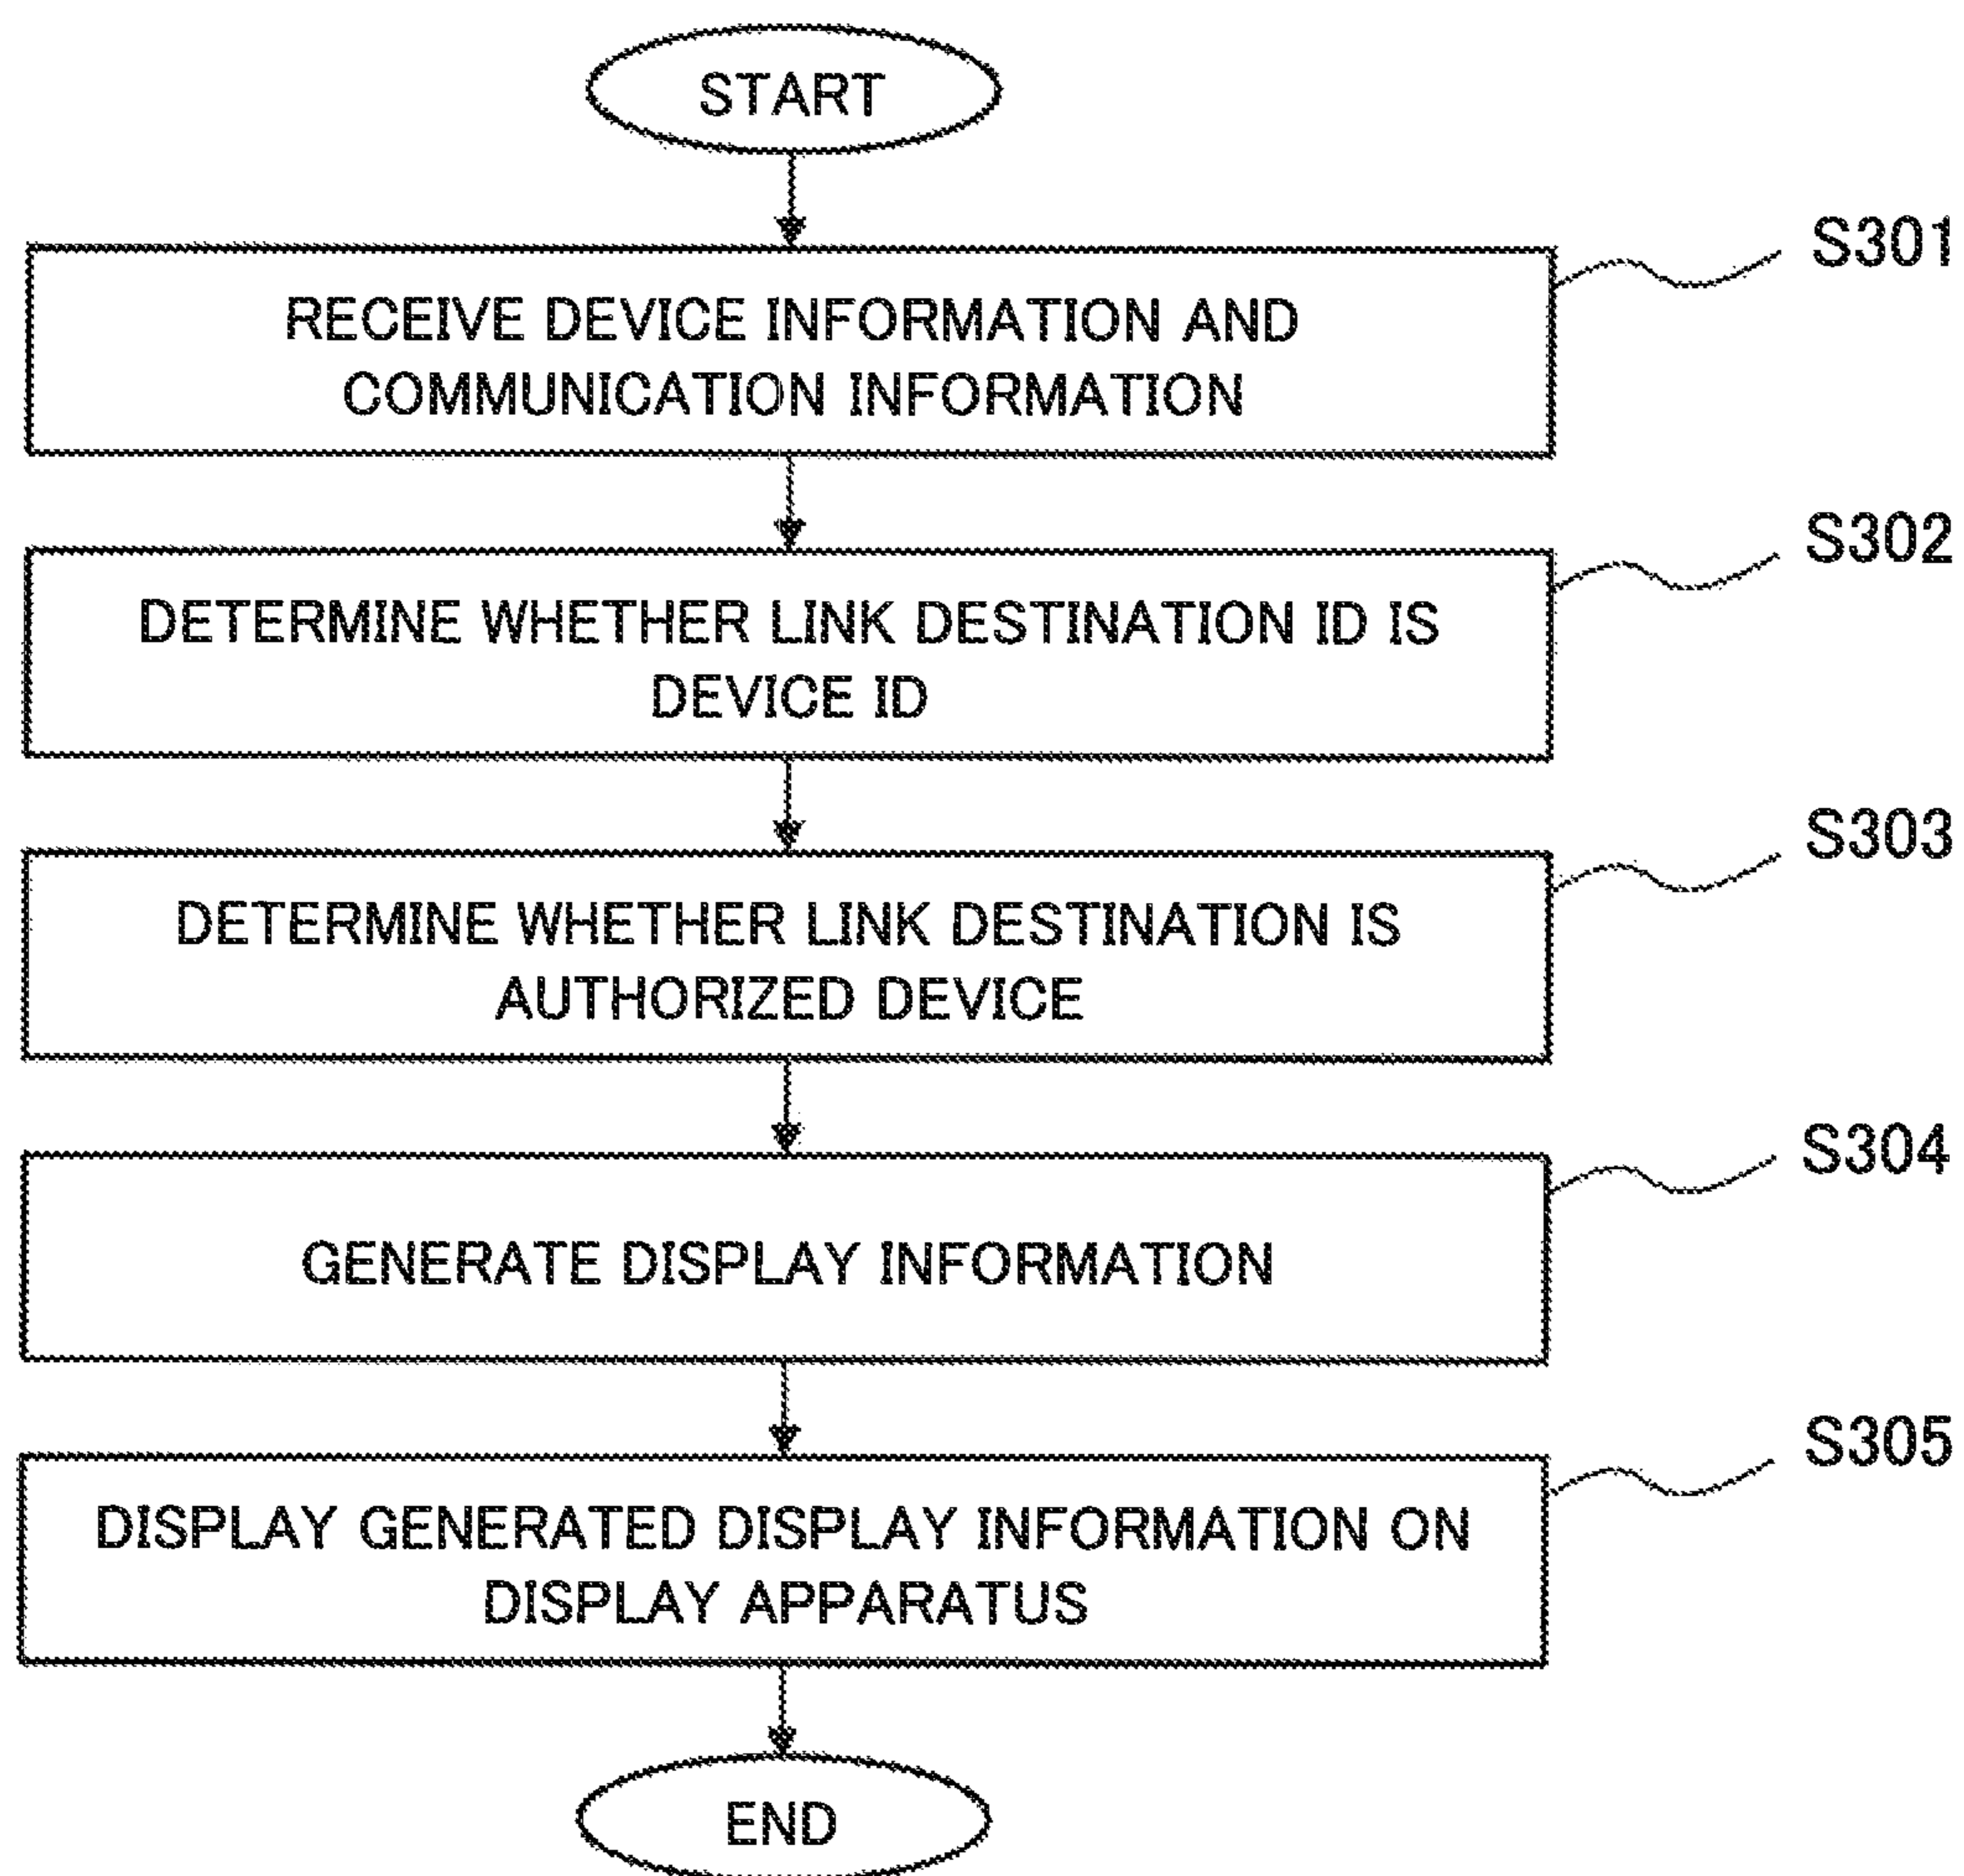 START
S301
RECEIVE DEVICE INFORMATION AND
COMMUNICATION INFORMATION
S302
DETERMINE WHETHER LINK DESTINATION ID IS
DEVICE ID
S303
DETERMINE WHETHER LINK DESTINATION IS
AUTHORIZED DEVICE
S304
GENERATE DISPLAY INFORMATION
S305
DISPLAY GENERATED DISPLAY INFORMATION ON
DISPLAY APPARATUS
END